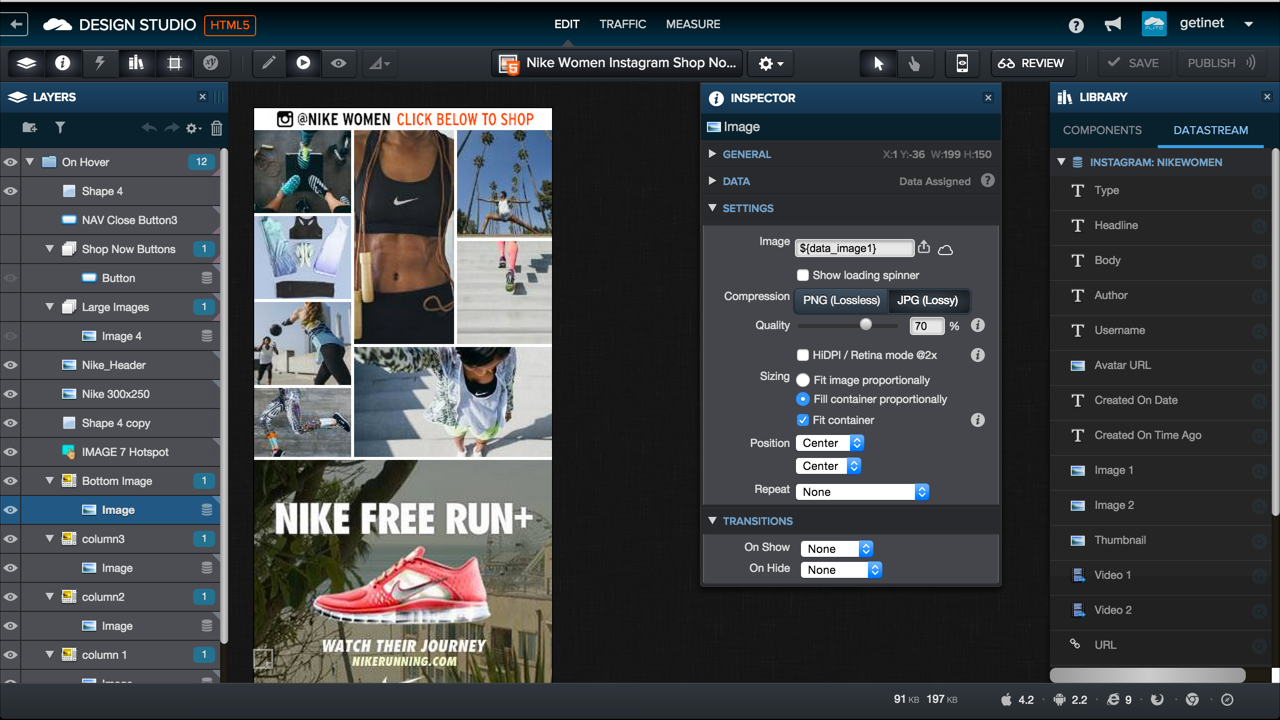 DESIGN STUDIO HTML5
EDIT TRAFFIC MEASURE
getinet
Nike Women Instagram Shop No...
REVIEW
SAVE
PUBLISH
LAYERS
On Hover 12
Shape 4
NAV Close Button3
Shop Now Buttons 1
Button
Large Images 1
Image 4
Nike_Header
Nike 300x250
Shape 4 copy
IMAGE 7 Hotspot
Bottom Image 1
Image
column3 1
Image
column2 1
Image
column 1 1
@NIKE WOMEN CLICK BELOW TO SHOP
NIKE FREE RUN+
WATCH THEIR JOURNEY
NIKERUNNING.COM
INSPECTOR
Image
GENERAL X:1 Y:-36 W:199 H:150
DATA Data Assigned ?
SETTINGS
Image ${data_image1}
Show loading spinner
Compression PNG (Lossless) JPG (Lossy)
Quality 70 %
HiDPI / Retina mode @2x
Sizing Fit image proportionally
Fill container proportionally
Fit container
Position Center
Center
Repeat None
TRANSITIONS
On Show None
On Hide None
LIBRARY
COMPONENTS DATASTREAM
INSTAGRAM: NIKEWOMEN
Type
Headline
Body
Author
Username
Avatar URL
Created On Date
Created On Time Ago
Image 1
Image 2
Thumbnail
Video 1
Video 2
URL
91 KB 197 KB 4.2 · 2.2 · 9 · · ·